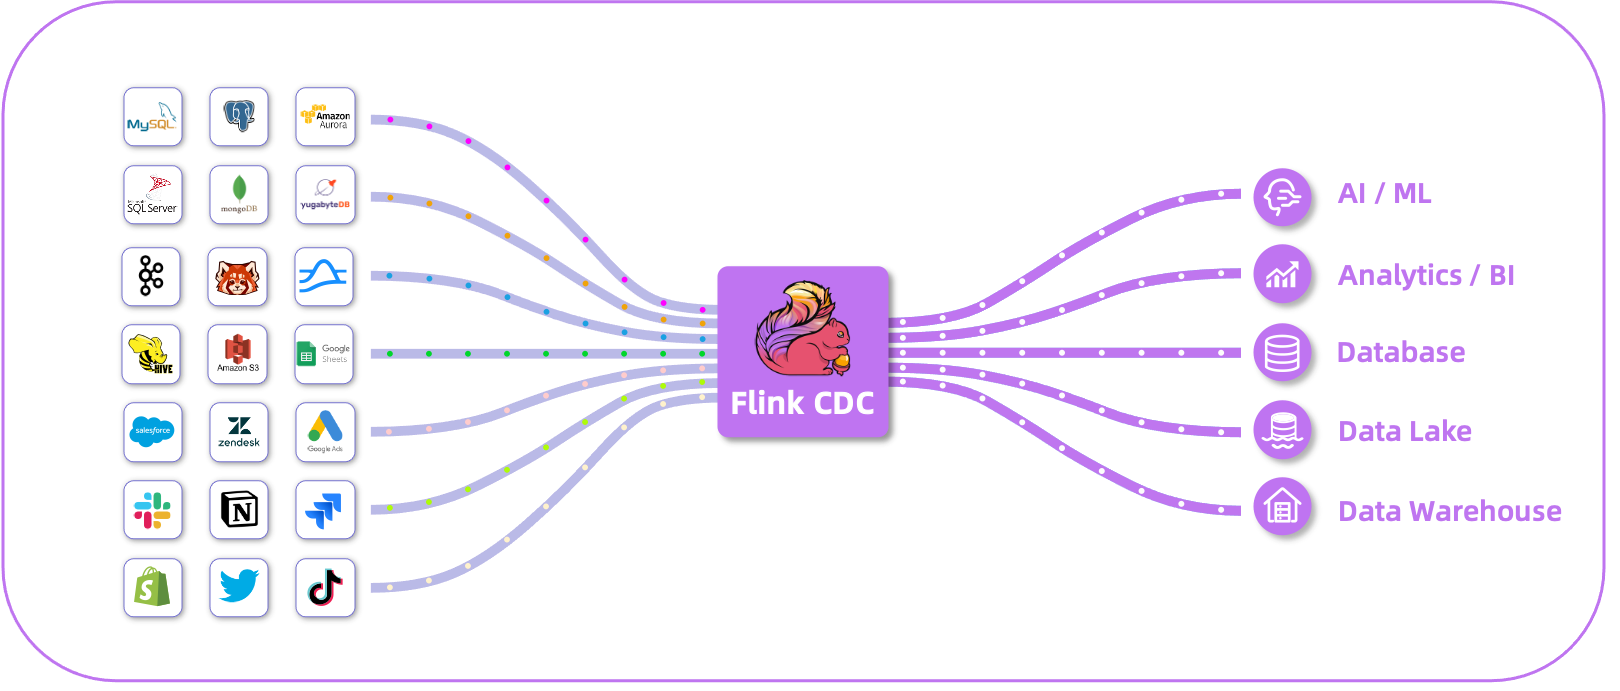 MySQL
Amazon
Aurora
SQL Server
mongoDB
yugabyteDB
HIVE
Amazon S3
Google
Sheets
salesforce
zendesk
Google Ads
N
S
Flink CDC
AI / ML
Analytics / BI
Database
Data Lake
Data Warehouse